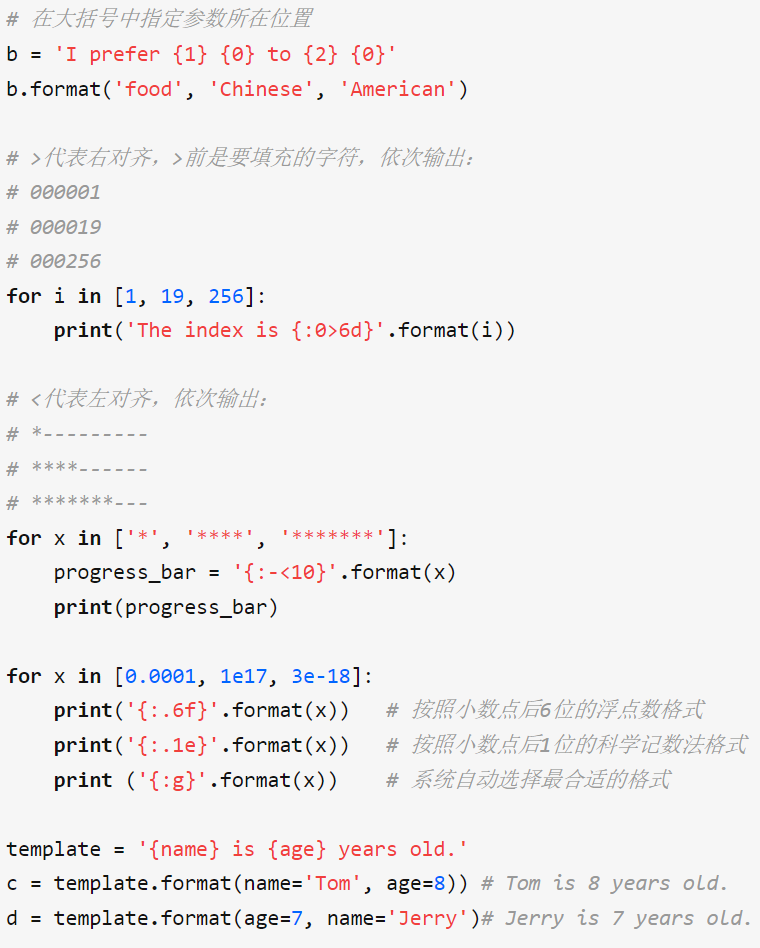 # 在大括号中指定参数所在位置
b = 'I prefer {1} {0} to {2} {0}'
b.format('food', 'Chinese', 'American')
# >代表右对齐，>前是要填充的字符，依次输出：
# 000001
# 000019
# 000256
for i in [1, 19, 256]:
    print('The index is {:0>6d}'.format(i))
# <代表左对齐，依次输出：
# *---------
# ****------
# *******---
for x in ['*', '****', '*******']:
    progress_bar = '{:-<10}'.format(x)
    print(progress_bar)
for x in [0.0001, 1e17, 3e-18]:
    print('{:.6f}'.format(x))   # 按照小数点后6位的浮点数格式
    print('{:.1e}'.format(x))   # 按照小数点后1位的科学记数法格式
    print ('{:g}'.format(x))    # 系统自动选择最合适的格式
template = '{name} is {age} years old.'
c = template.format(name='Tom', age=8)) # Tom is 8 years old.
d = template.format(age=7, name='Jerry')# Jerry is 7 years old.